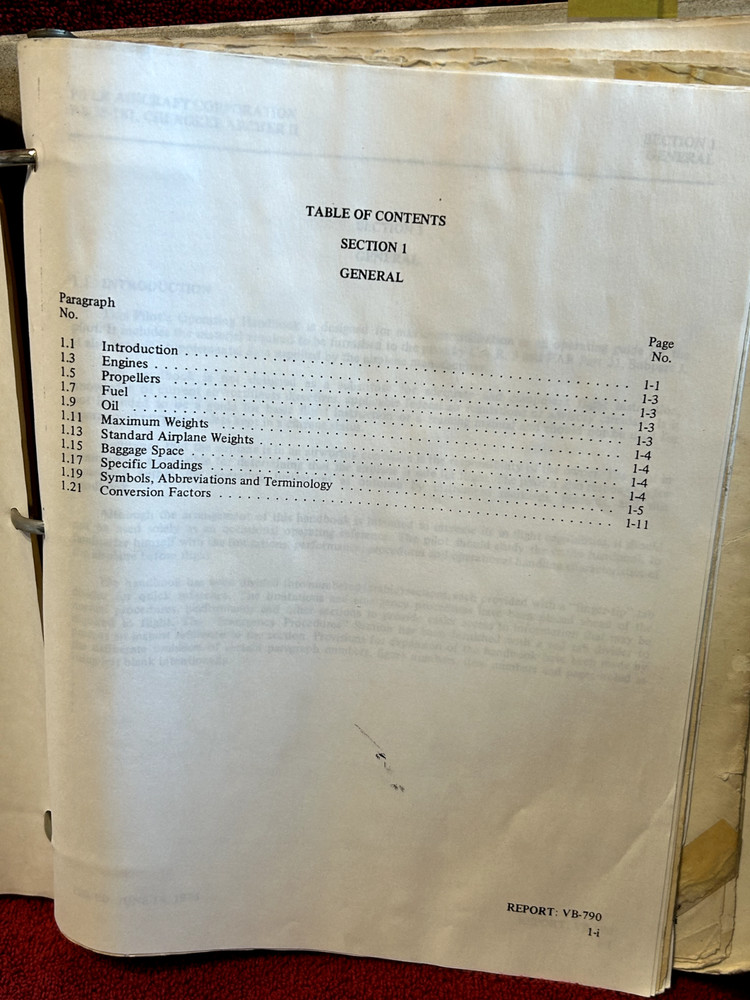 TABLE OF CONTENTS
SECTION 1
GENERAL
Paragraph
No.
Page
No.
1.1 Introduction . . . . . . . . . . . . . . . . . . . . 1-1
1.3 Engines . . . . . . . . . . . . . . . . . . . . 1-3
1.5 Propellers . . . . . . . . . . . . . . . . . . . . 1-3
1.7 Fuel . . . . . . . . . . . . . . . . . . . . 1-3
1.9 Oil . . . . . . . . . . . . . . . . . . . . 1-3
1.11 Maximum Weights . . . . . . . . . . . . . . . . . . . . 1-4
1.13 Standard Airplane Weights . . . . . . . . . . . . . . . . . . . . 1-4
1.15 Baggage Space . . . . . . . . . . . . . . . . . . . . 1-4
1.17 Specific Loadings . . . . . . . . . . . . . . . . . . . . 1-4
1.19 Symbols, Abbreviations and Terminology . . . . . . . . . . . . . . . . . . . . 1-5
1.21 Conversion Factors . . . . . . . . . . . . . . . . . . . . 1-11
REPORT: VB-790
1-i